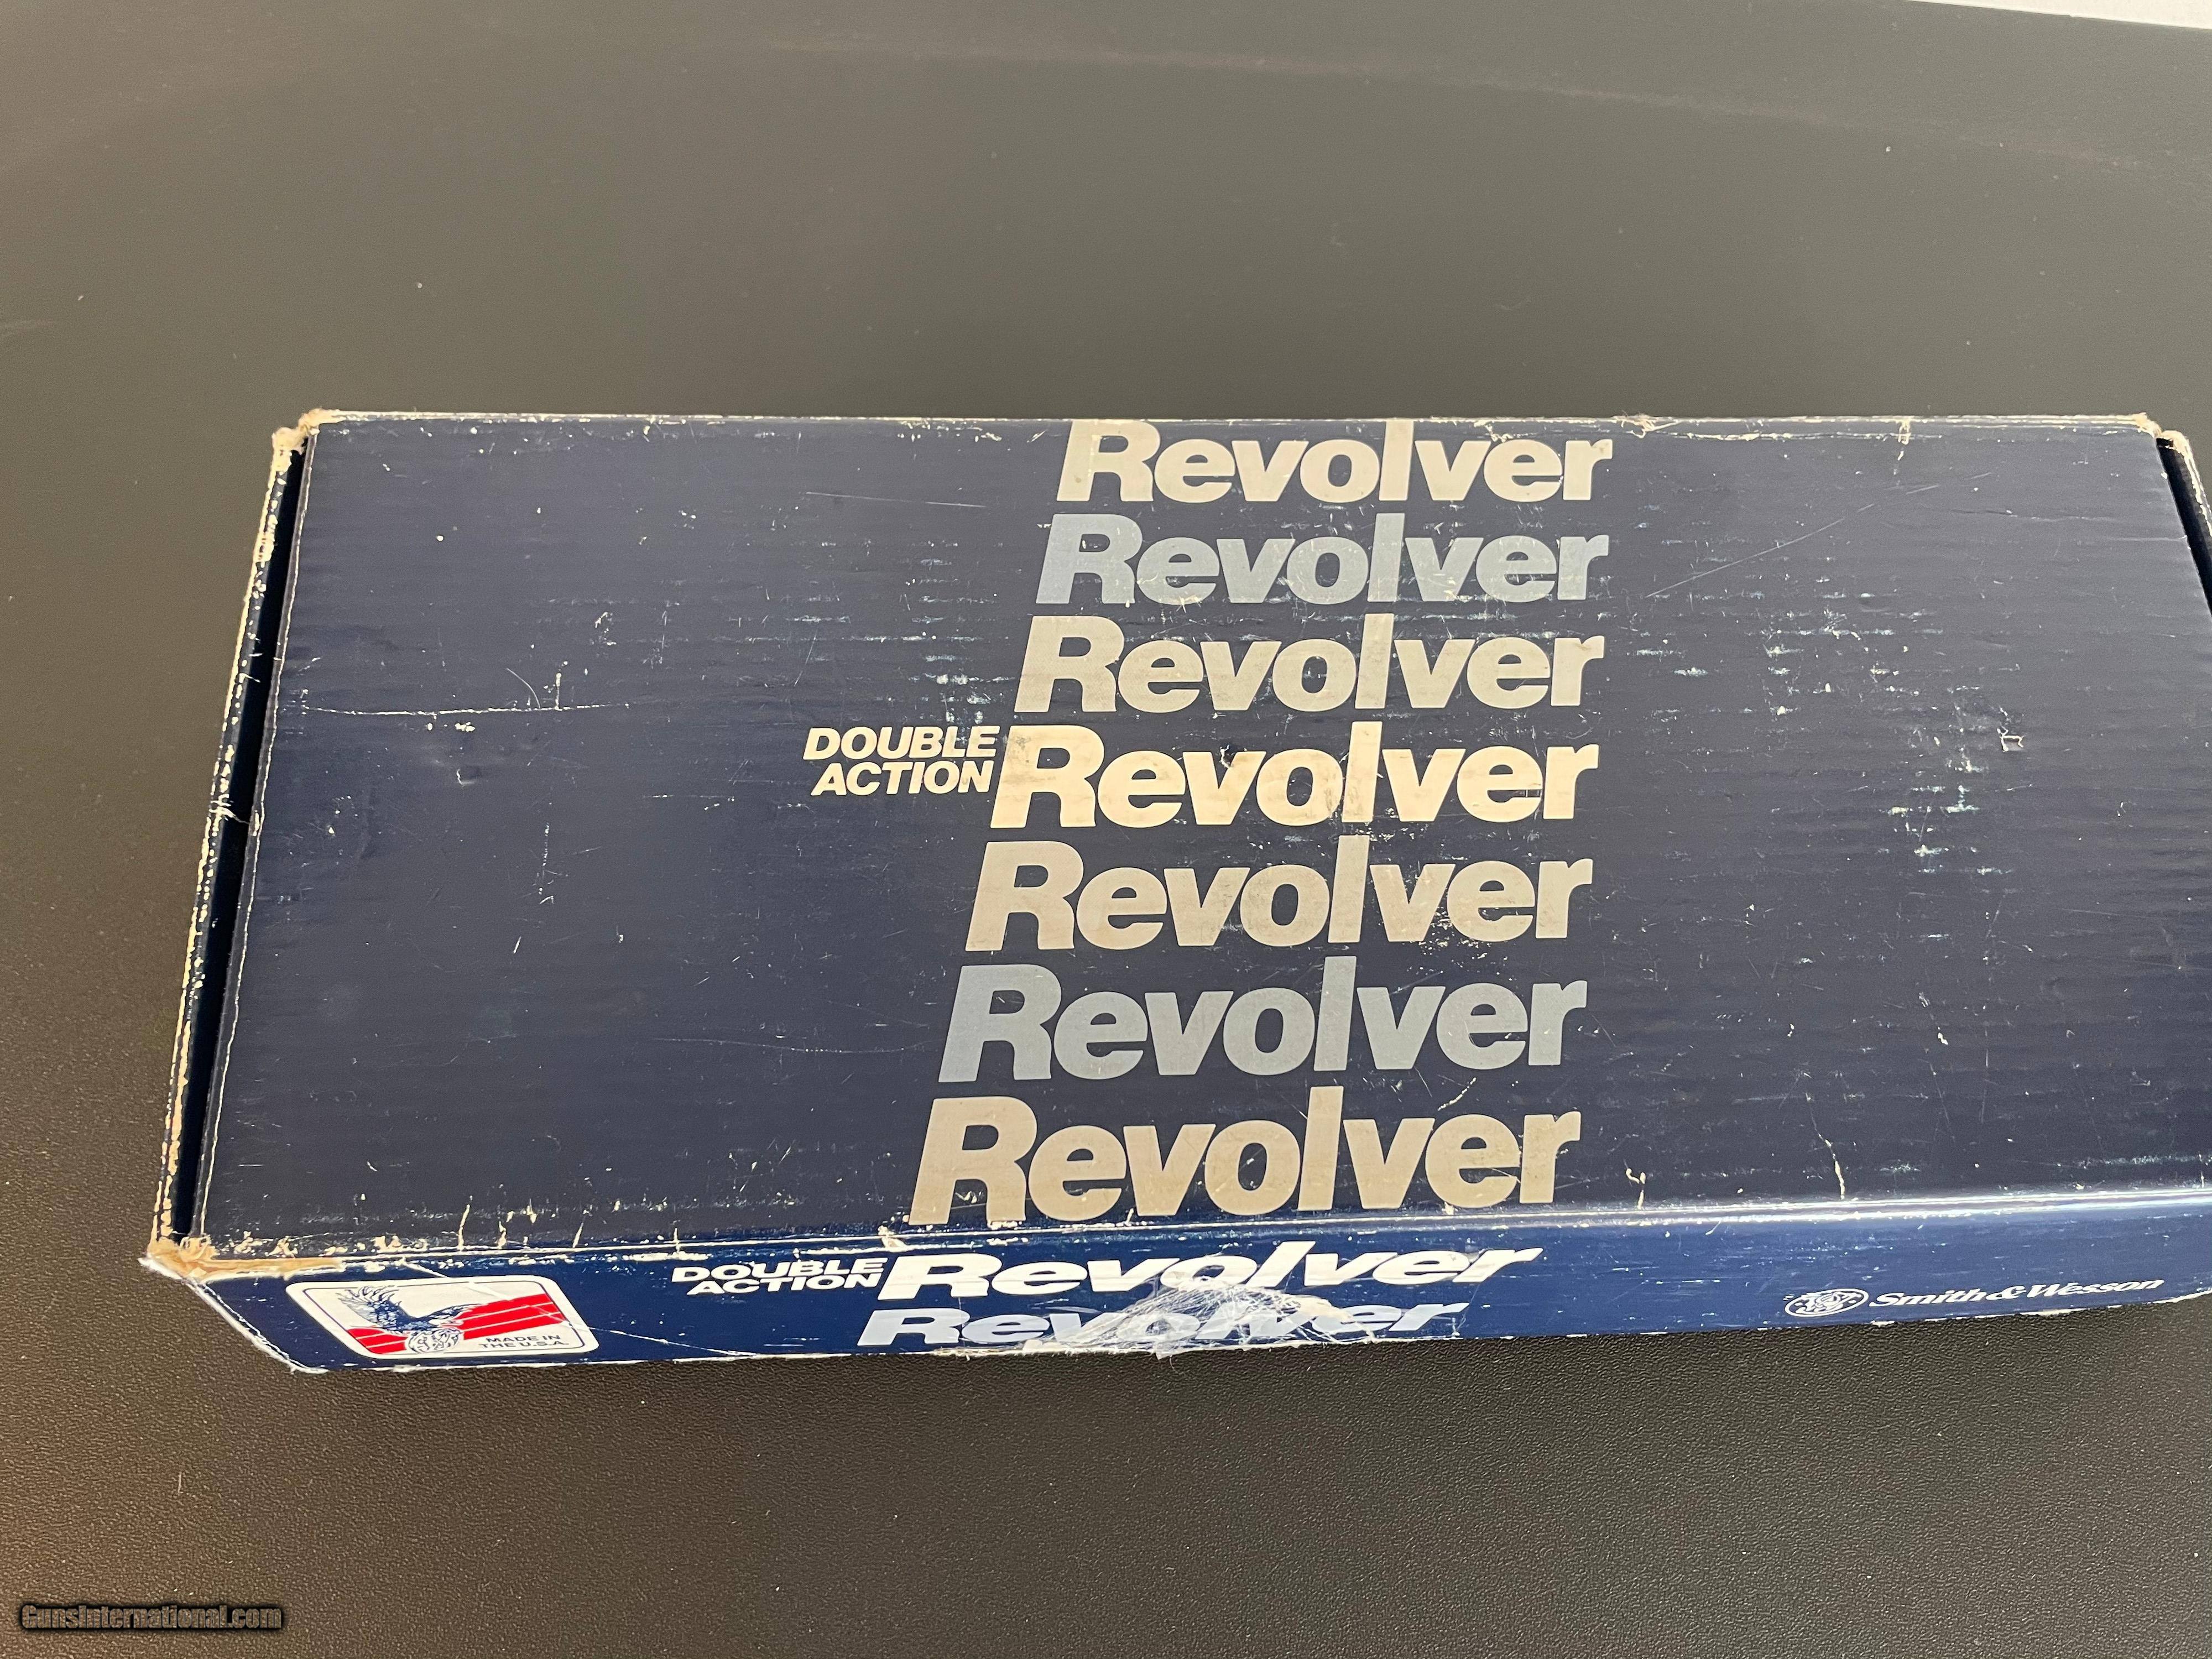 Revolver
Revolver
Revolver
DOUBLE
ACTION Revolver
Revolver
Revolver
Revolver
DOUBLE
ACTION Revolver
Revolver
MADE IN
THE U.S.A.
Smith & Wesson
GunsInternational.com